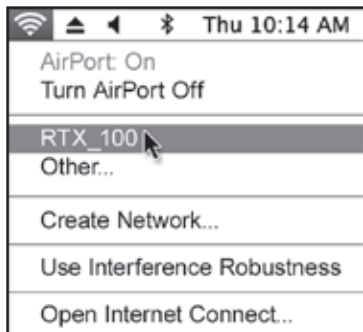 Thu 10:14 AM
AirPort: On
Turn AirPort Off
RTX_100
Other...
Create Network...
Use Interference Robustness
Open Internet Connect...